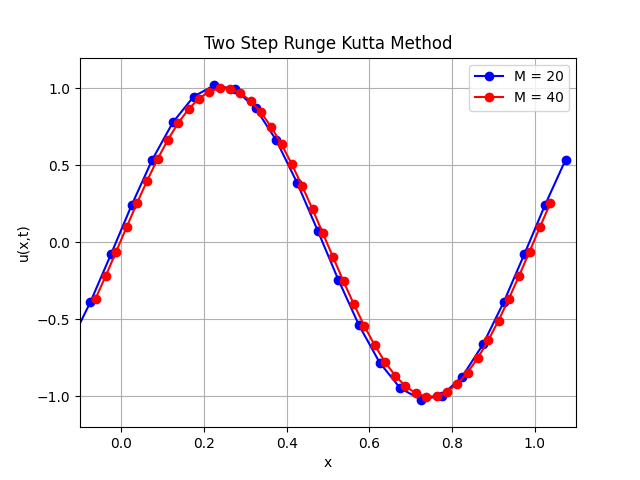 Two Step Runge Kutta Method
M = 20
M = 40
u(x,t)
1.0
0.5
0.0
−0.5
−1.0
0.0 0.2 0.4 0.6 0.8 1.0
x